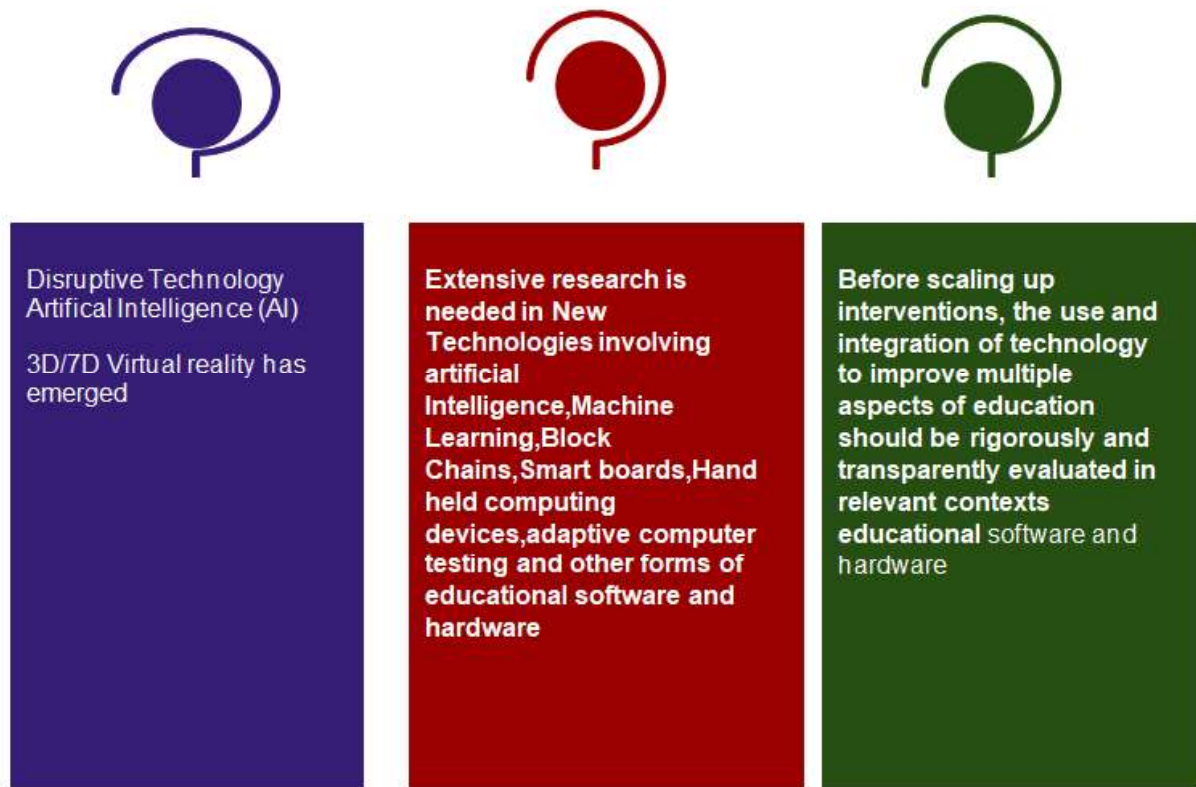 Disruptive Technology
Artifical Intelligence (AI)
3D/7D Virtual reality has
emerged
Extensive research is
needed in New
Technologies involving
artificial
Intelligence,Machine
Learning,Block
Chains,Smart boards,Hand
held computing
devices,adaptive computer
testing and other forms of
educational software and
hardware
Before scaling up
interventions, the use and
integration of technology
to improve multiple
aspects of education
should be rigorously and
transparently evaluated in
relevant contexts
educational software and
hardware